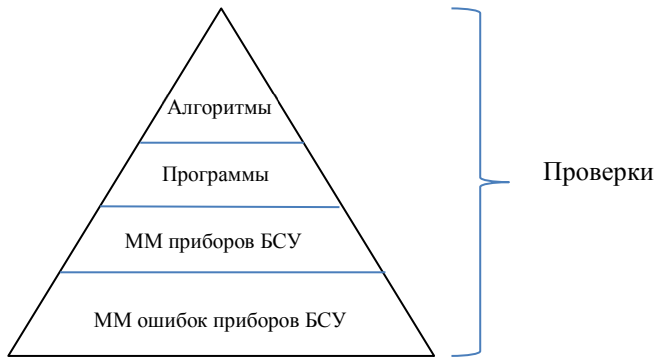 Алгоритмы
Программы
Проверки
ММ приборов БСУ
ММ ошибок приборов БСУ